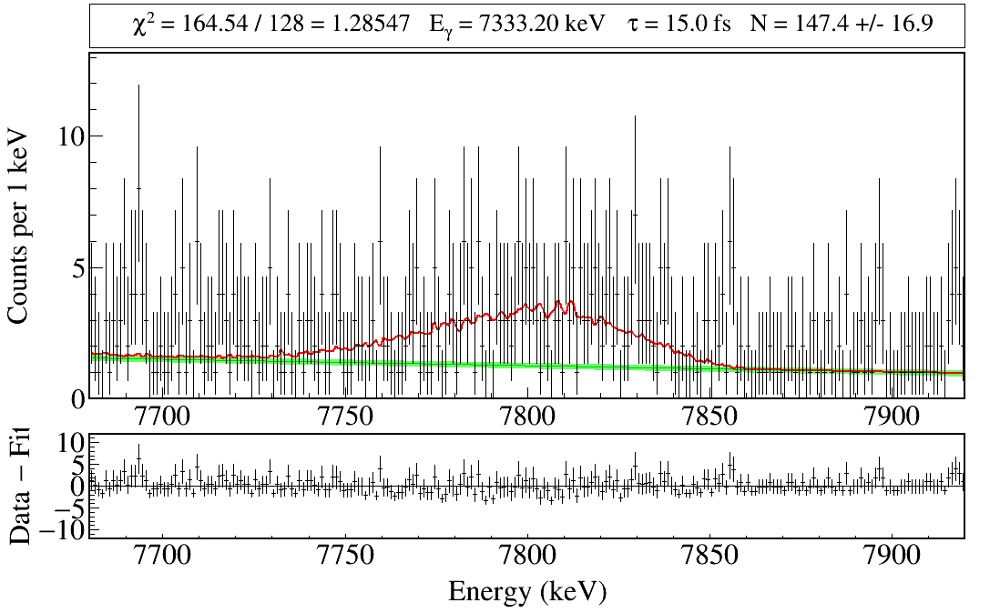 χ² = 164.54 / 128 = 1.28547 Eγ = 7333.20 keV τ = 15.0 fs N = 147.4 +/- 16.9
Counts per 1 keV
10
5
0
7700 7750 7800 7850 7900
Data − Fit
10
5
0
−5
−10
7700 7750 7800 7850 7900
Energy (keV)